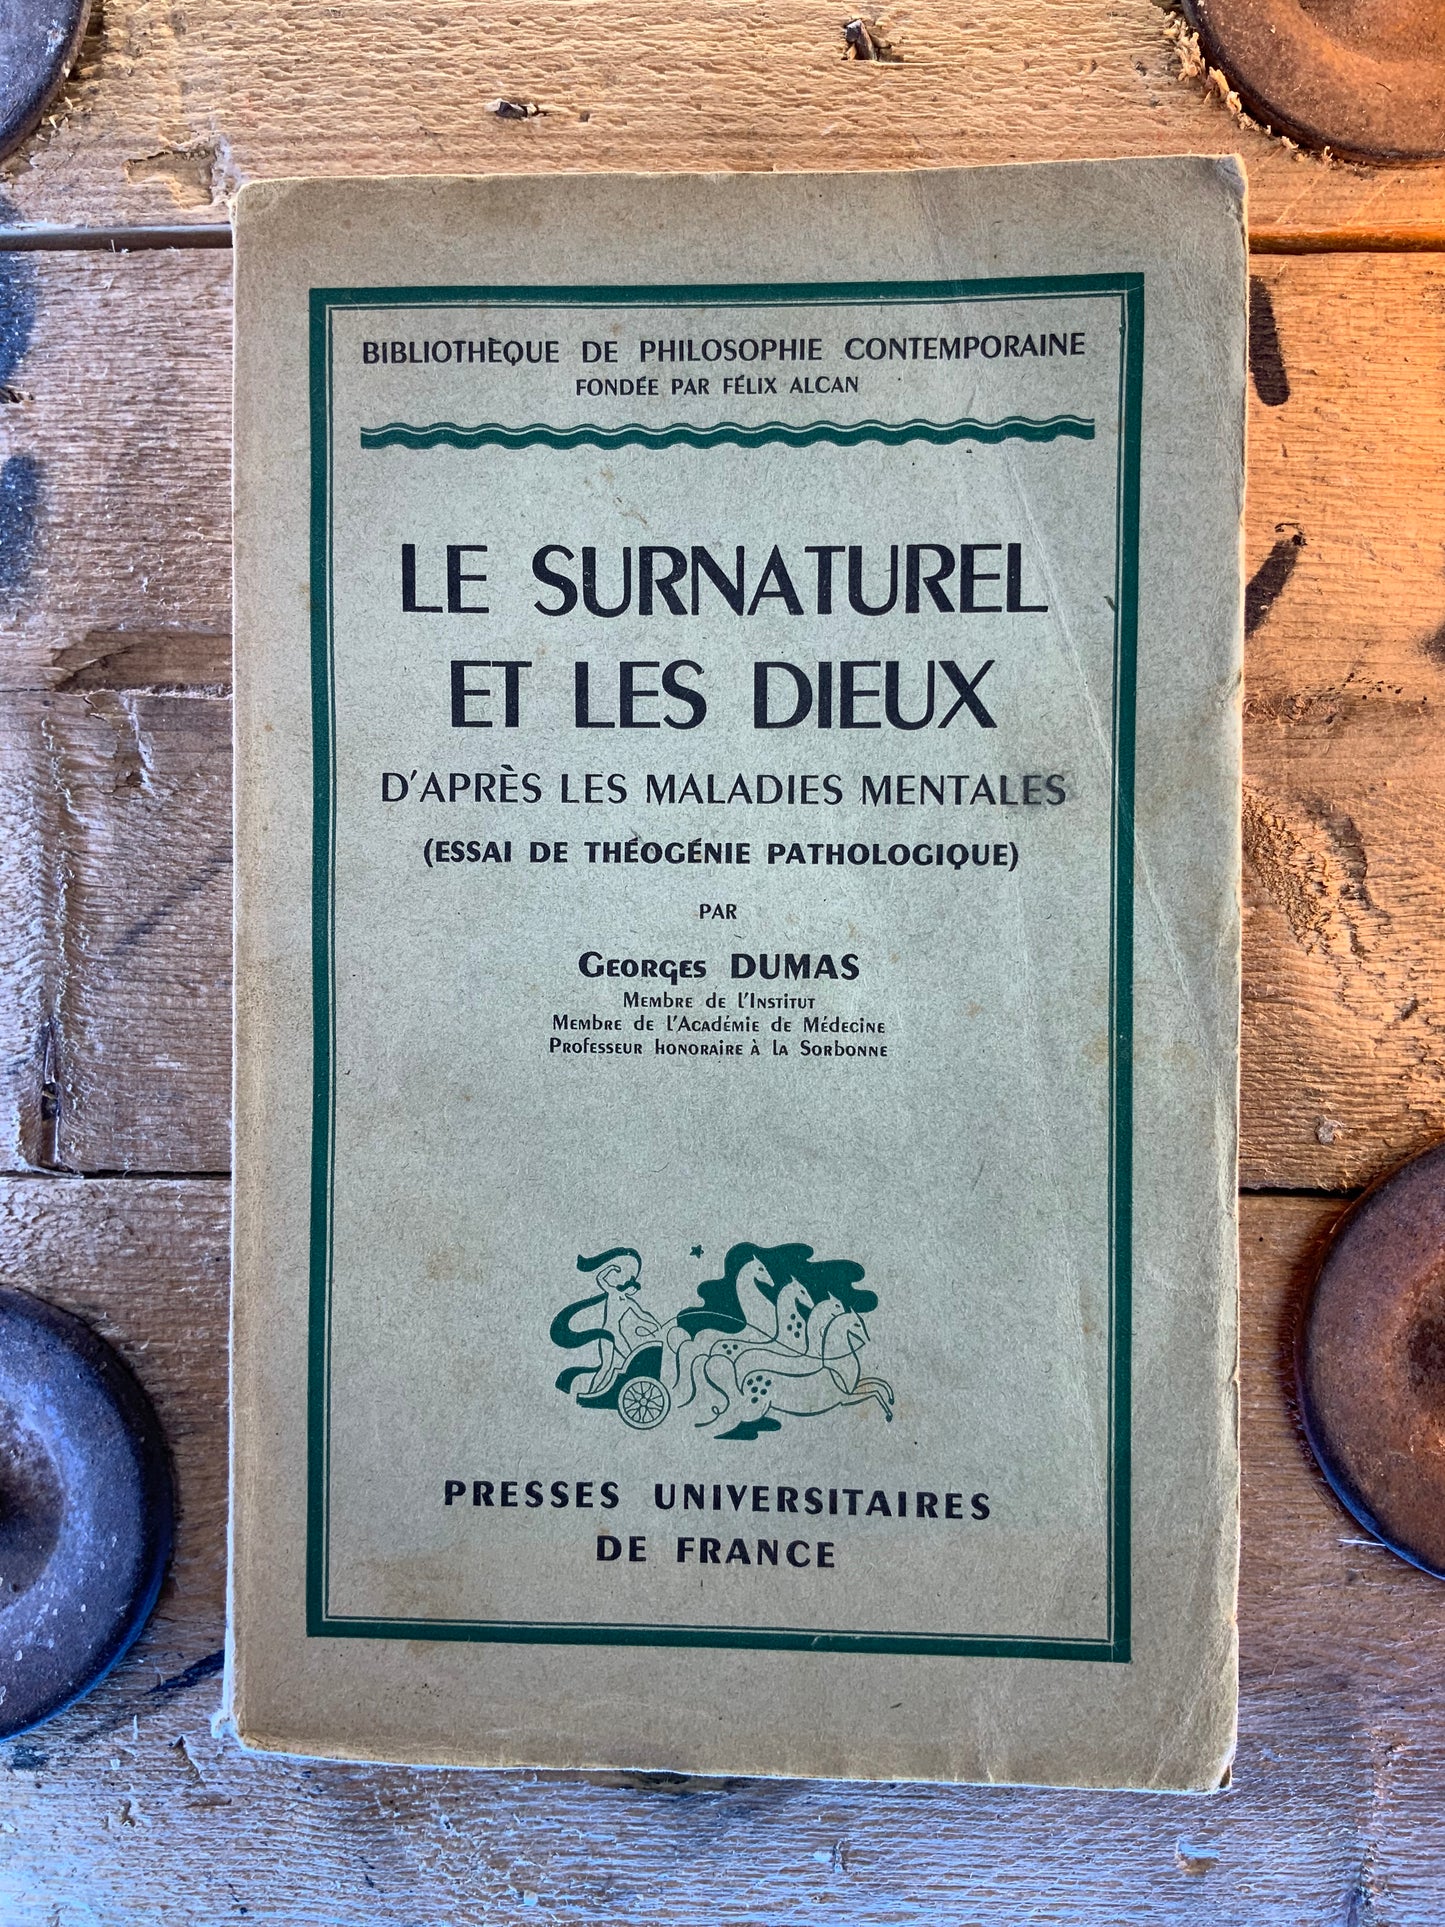 BIBLIOTHÈQUE DE PHILOSOPHIE CONTEMPORAINE
FONDÉE PAR FÉLIX ALCAN
LE SURNATUREL
ET LES DIEUX
D'APRÈS LES MALADIES MENTALES
(ESSAI DE THÉOGÉNIE PATHOLOGIQUE)
PAR
GEORGES DUMAS
MEMBRE DE L'INSTITUT
MEMBRE DE L'ACADÉMIE DE MÉDECINE
PROFESSEUR HONORAIRE À LA SORBONNE
PRESSES UNIVERSITAIRES
DE FRANCE